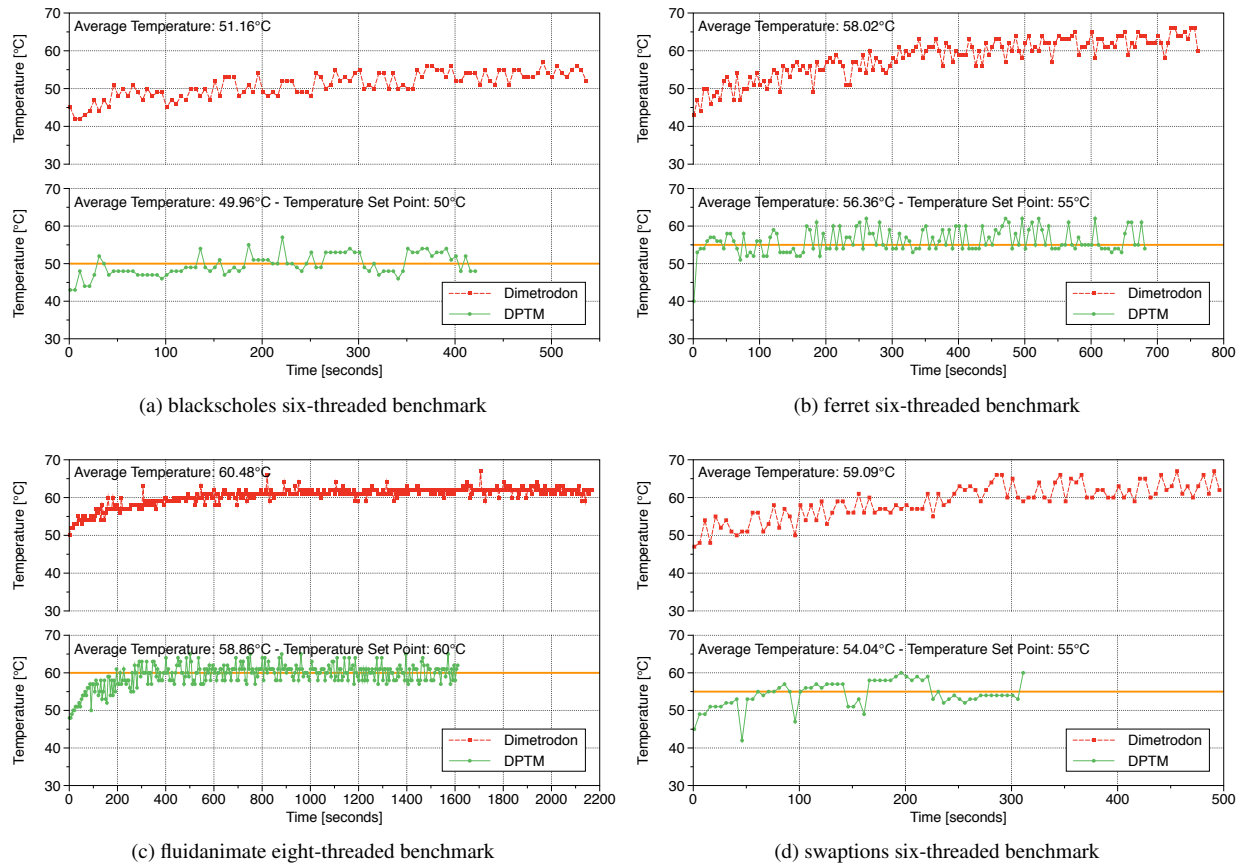 Average Temperature: 51.16°C
Temperature [°C]
70
60
50
40
30
Average Temperature: 49.96°C - Temperature Set Point: 50°C
Temperature [°C]
70
60
50
40
30
Dimetrodon
DPTM
0 100 200 300 400 500
Time [seconds]
(a) blackscholes six-threaded benchmark
Average Temperature: 58.02°C
Temperature [°C]
70
60
50
40
30
Average Temperature: 56.36°C - Temperature Set Point: 55°C
Temperature [°C]
70
60
50
40
30
Dimetrodon
DPTM
0 100 200 300 400 500 600 700 800
Time [seconds]
(b) ferret six-threaded benchmark
Average Temperature: 60.48°C
Temperature [°C]
70
60
50
40
30
Average Temperature: 58.86°C - Temperature Set Point: 60°C
Temperature [°C]
70
60
50
40
30
Dimetrodon
DPTM
0 200 400 600 800 1000 1200 1400 1600 1800 2000 2200
Time [seconds]
(c) fluidanimate eight-threaded benchmark
Average Temperature: 59.09°C
Temperature [°C]
70
60
50
40
30
Average Temperature: 54.04°C - Temperature Set Point: 55°C
Temperature [°C]
70
60
50
40
30
Dimetrodon
DPTM
0 100 200 300 400 500
Time [seconds]
(d) swaptions six-threaded benchmark